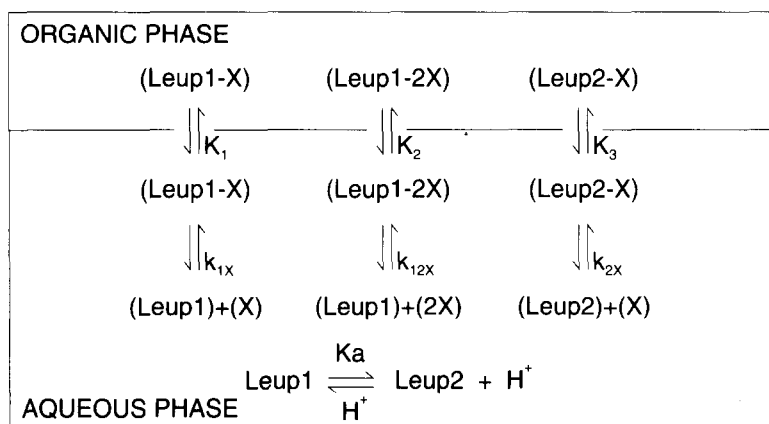 ORGANIC PHASE
(Leup1-X) (Leup1-2X) (Leup2-X)
K₁ K₂ K₃
(Leup1-X) (Leup1-2X) (Leup2-X)
k₁ₓ k₁₂ₓ k₂ₓ
(Leup1)+(X) (Leup1)+(2X) (Leup2)+(X)
Ka
Leup1 ⇌ Leup2 + H⁺
H⁺
AQUEOUS PHASE